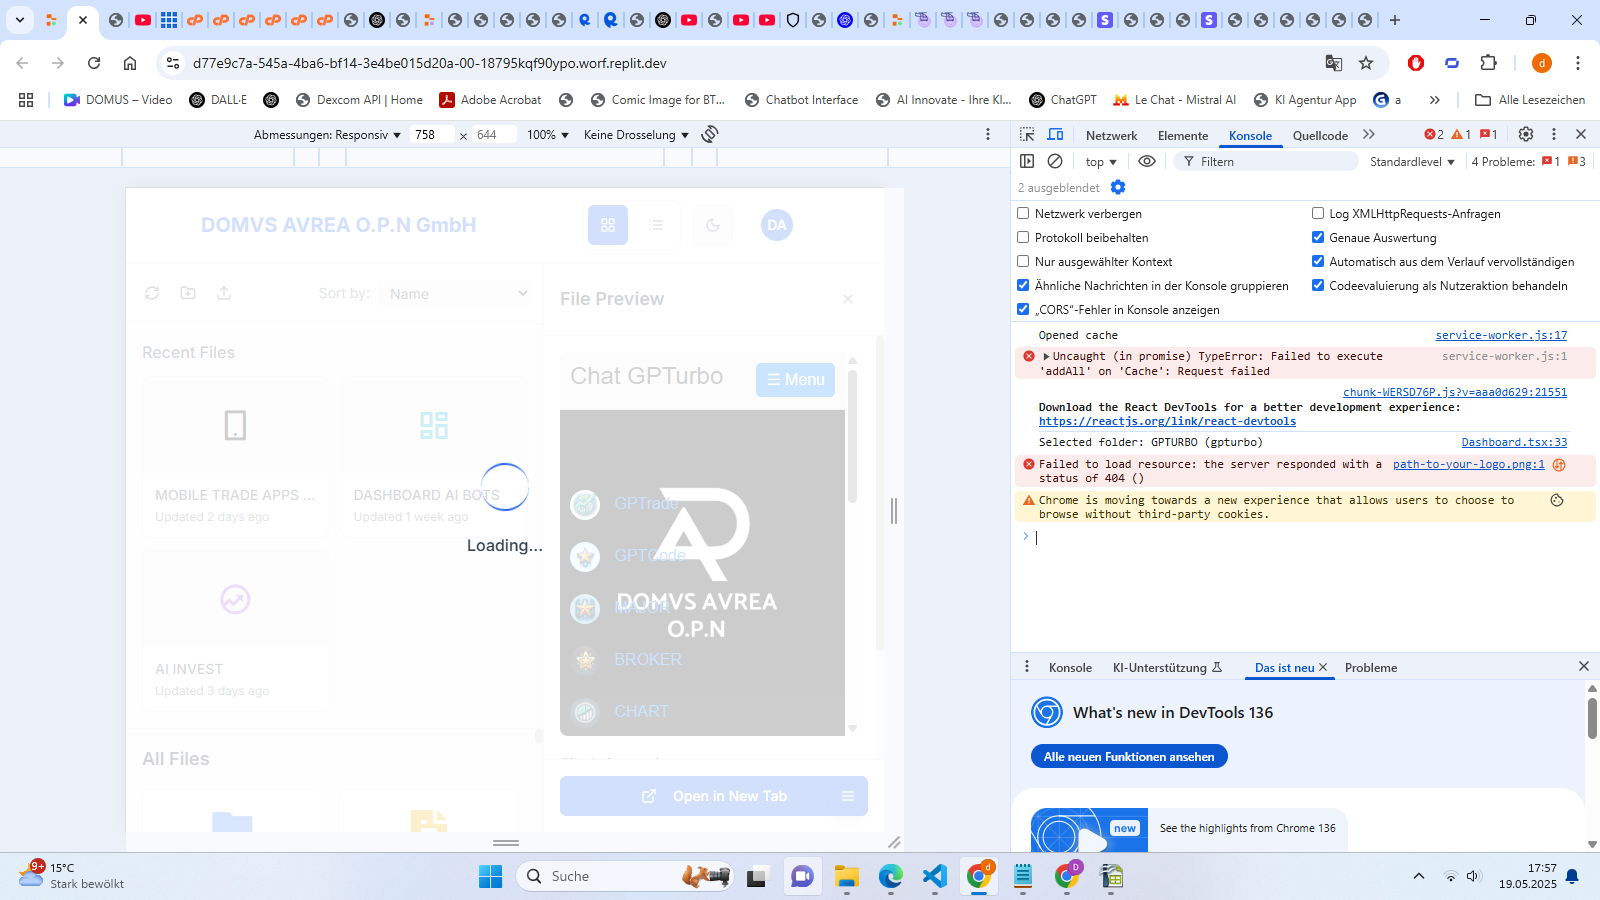 d77e9c7a-545a-4ba6-bf14-3e4be015d20a-00-18795kqf90ypo.worf.replit.dev
d
DOMUS – Video
DALL·E
Dexcom API | Home
Adobe Acrobat
Comic Image for BT...
Chatbot Interface
AI Innovate - Ihre KI...
ChatGPT
Le Chat - Mistral AI
KI Agentur App
a
Alle Lesezeichen
Abmessungen: Responsiv
758
x
644
100%
Keine Drosselung
DOMVS AVREA O.P.N GmbH
DA
Sort by:
Name
Recent Files
MOBILE TRADE APPS ...
Updated 2 days ago
DASHBOARD AI BOTS
Updated 1 week ago
Loading...
AI INVEST
Updated 3 days ago
All Files
File Preview
Chat GPTurbo
☰ Menu
GPTrade
GPTCode
MAJOR
BROKER
CHART
DOMVS AVREA
O.P.N
Open in New Tab
Netzwerk
Elemente
Konsole
Quellcode
2
1
1
top
Filtern
Standardlevel
4 Probleme:
1
3
2 ausgeblendet
Netzwerk verbergen
Log XMLHttpRequests-Anfragen
Protokoll beibehalten
Genaue Auswertung
Nur ausgewählter Kontext
Automatisch aus dem Verlauf vervollständigen
Ähnliche Nachrichten in der Konsole gruppieren
Codeevaluierung als Nutzeraktion behandeln
„CORS“-Fehler in Konsole anzeigen
Opened cache
service-worker.js:17
Uncaught (in promise) TypeError: Failed to execute
service-worker.js:1
'addAll' on 'Cache': Request failed
chunk-WERSD76P.js?v=aaa0d629:21551
Download the React DevTools for a better development experience:
https://reactjs.org/link/react-devtools
Selected folder: GPTURBO (gpturbo)
Dashboard.tsx:33
Failed to load resource: the server responded with a
path-to-your-logo.png:1
status of 404 ()
Chrome is moving towards a new experience that allows users to choose to
browse without third-party cookies.
Konsole
KI-Unterstützung
Das ist neu
Probleme
What's new in DevTools 136
Alle neuen Funktionen ansehen
new
See the highlights from Chrome 136
9+
15°C
Stark bewölkt
Suche
d
D
17:57
19.05.2025